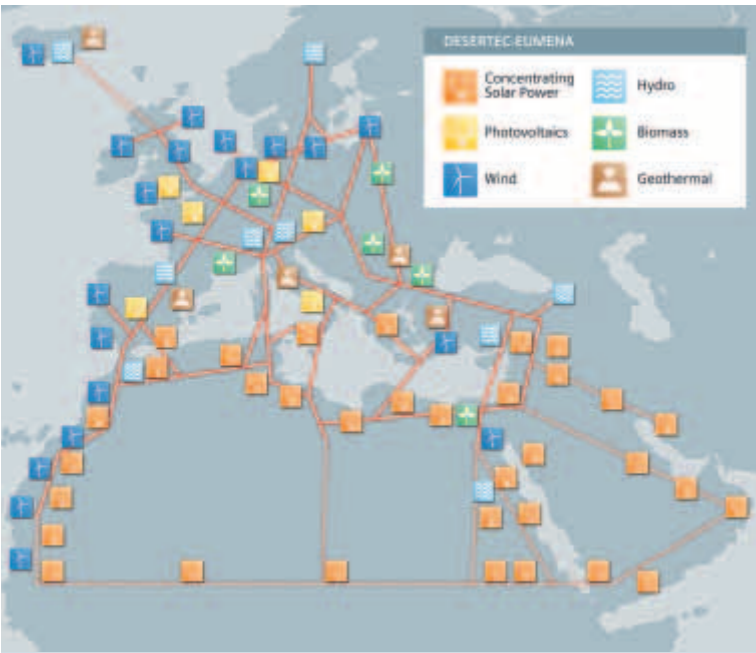 DESERTEC-EUMENA
Concentrating
Solar Power
Hydro
Photovoltaics
Biomass
Wind
Geothermal